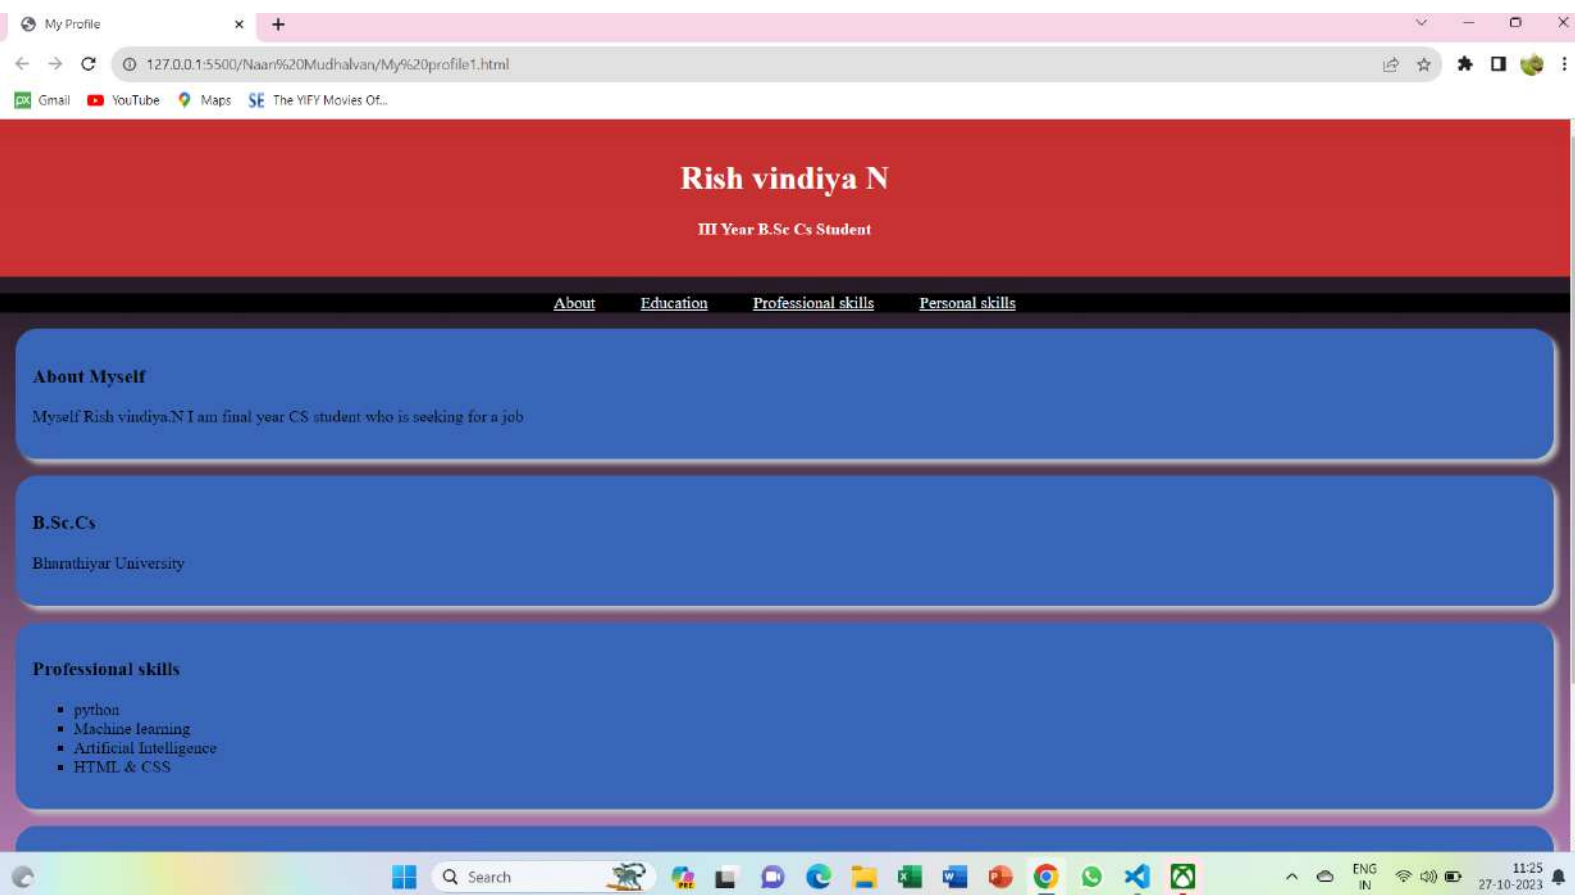 My Profile
127.0.0.1:5500/Naan%20Mudhalvan/My%20profile1.html
Gmail YouTube Maps SE The YIFY Movies Of...
Rish vindiya N
III Year B.Sc Cs Student
About Education Professional skills Personal skills
About Myself
Myself Rish vindiya.N I am final year CS student who is seeking for a job
B.Sc.Cs
Bharathiyar University
Professional skills
python
Machine learning
Artificial Intelligence
HTML & CSS
Search
PRE
ENG
IN
11:25
27-10-2023